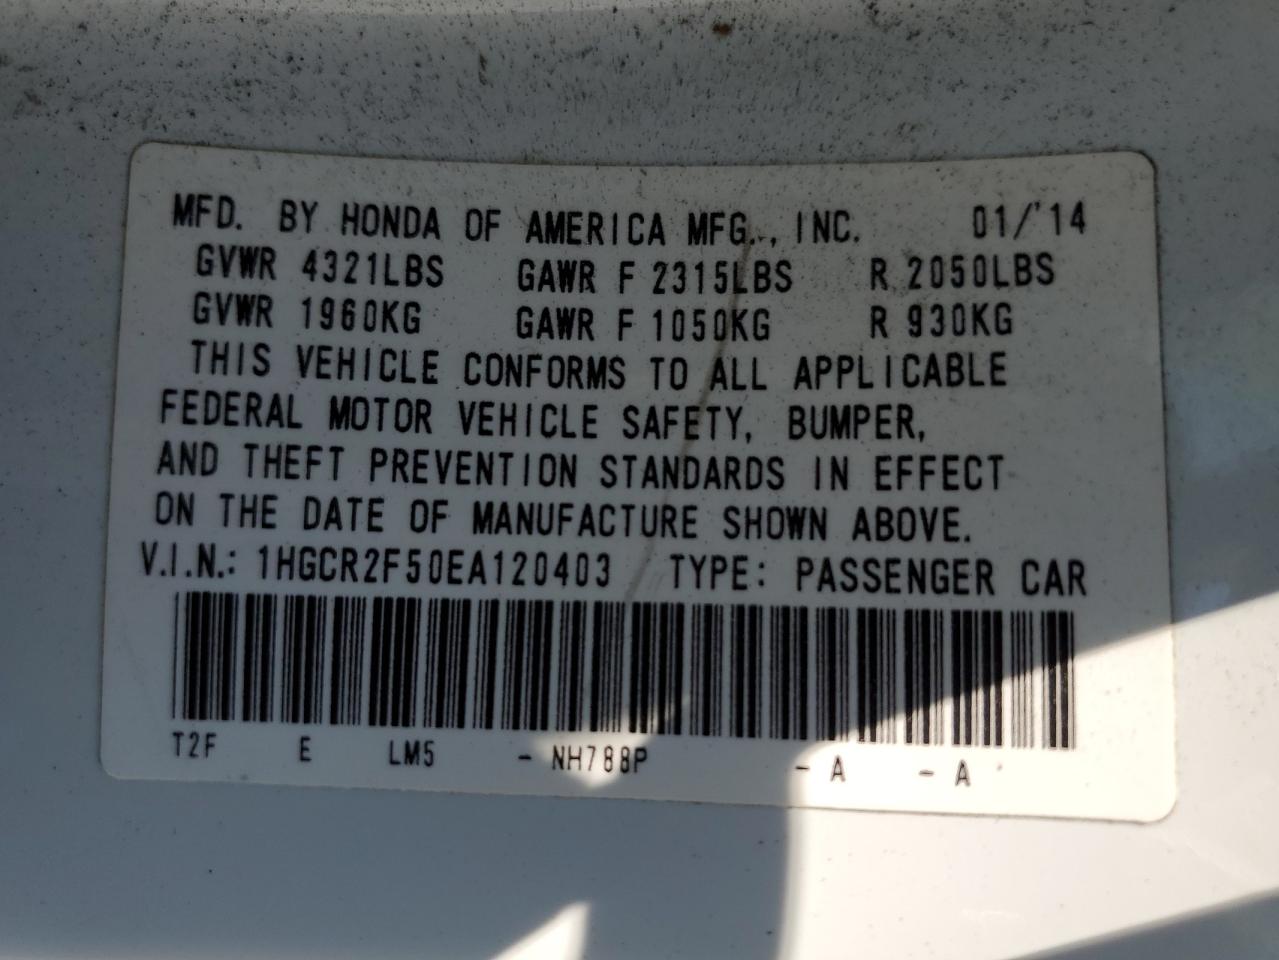 MFD. BY HONDA OF AMERICA MFG., INC. 01/'14
GVWR 4321LBS GAWR F 2315LBS R 2050LBS
GVWR 1960KG GAWR F 1050KG R 930KG
THIS VEHICLE CONFORMS TO ALL APPLICABLE
FEDERAL MOTOR VEHICLE SAFETY, BUMPER,
AND THEFT PREVENTION STANDARDS IN EFFECT
ON THE DATE OF MANUFACTURE SHOWN ABOVE.
V.I.N.: 1HGCR2F50EA120403 TYPE: PASSENGER CAR
T2F E LM5 - NH788P - A - A